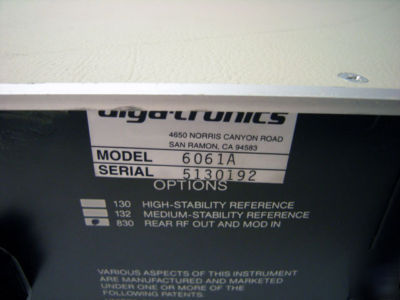 Giga-tronics
4650 NORRIS CANYON ROAD
SAN RAMON, CA 94583
MODEL 6061A
SERIAL 5130192
OPTIONS
130 HIGH-STABILITY REFERENCE
132 MEDIUM-STABILITY REFERENCE
830 REAR RF OUT AND MOD IN
VARIOUS ASPECTS OF THIS INSTRUMENT
ARE MANUFACTURED AND MARKETED
UNDER ONE OR MORE OF THE
FOLLOWING PATENTS: